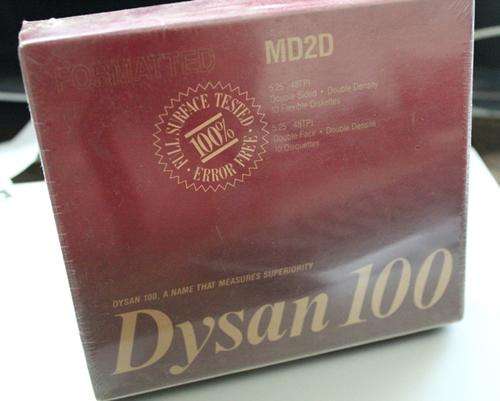 FORMATTED
MD2D
5.25" 48TPI
Double Sided • Double Density
10 Flexible Diskettes
5.25" 48TPI
Double Face • Double Densité
10 Disquettes
FULL SURFACE TESTED
100%
• ERROR FREE •
DYSAN 100, A NAME THAT MEASURES SUPERIORITY
Dysan 100